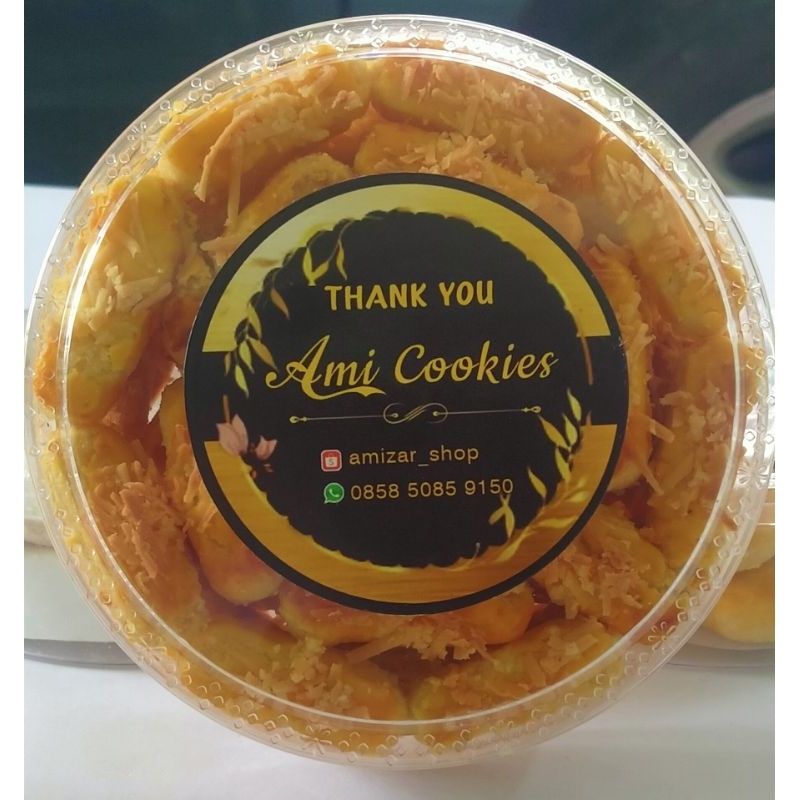 THANK YOU
Ami Cookies
amizar_shop
0858 5085 9150